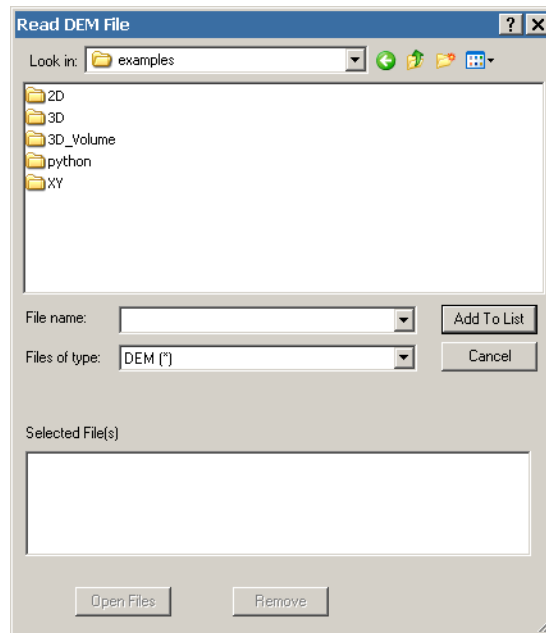 Read DEM File
Look in: examples
2D
3D
3D_Volume
python
XY
File name: Add To List
Files of type: DEM (*) Cancel
Selected File(s)
Open Files Remove